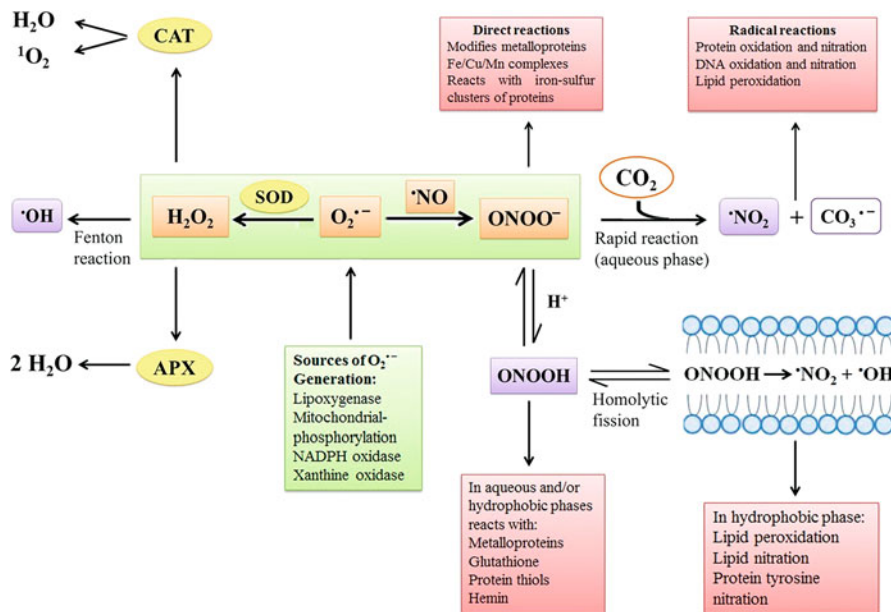 H₂O
¹O₂
CAT
Direct reactions
Modifies metalloproteins
Fe/Cu/Mn complexes
Reacts with iron-sulfur
clusters of proteins
Radical reactions
Protein oxidation and nitration
DNA oxidation and nitration
Lipid peroxidation
•OH
Fenton
reaction
H₂O₂
SOD
O₂•−
•NO
ONOO−
CO₂
Rapid reaction
(aqueous phase)
•NO₂
+
CO₃•−
H⁺
2 H₂O
APX
Sources of O₂•−
Generation:
Lipoxygenase
Mitochondrial-
phosphorylation
NADPH oxidase
Xanthine oxidase
ONOOH
Homolytic
fission
ONOOH → •NO₂ + •OH
In aqueous and/or
hydrophobic phases
reacts with:
Metalloproteins
Glutathione
Protein thiols
Hemin
In hydrophobic phase:
Lipid peroxidation
Lipid nitration
Protein tyrosine
nitration